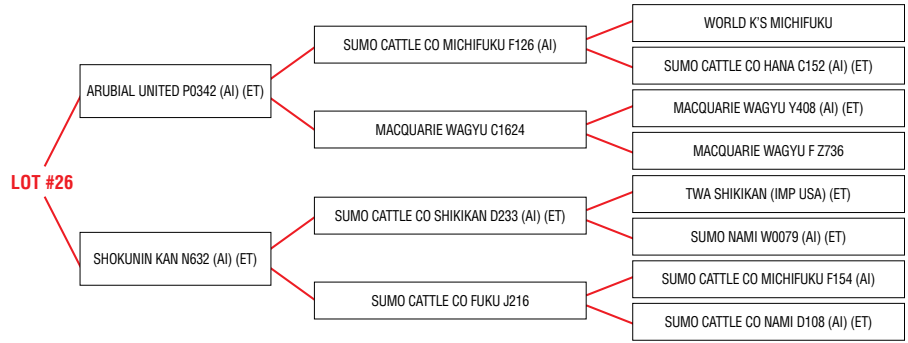 WORLD K'S MICHIFUKU
SUMO CATTLE CO MICHIFUKU F126 (AI)
SUMO CATTLE CO HANA C152 (AI) (ET)
ARUBIAL UNITED P0342 (AI) (ET)
MACQUARIE WAGYU Y408 (AI) (ET)
MACQUARIE WAGYU C1624
MACQUARIE WAGYU F Z736
LOT #26
TWA SHIKIKAN (IMP USA) (ET)
SUMO CATTLE CO SHIKIKAN D233 (AI) (ET)
SUMO NAMI W0079 (AI) (ET)
SHOKUNIN KAN N632 (AI) (ET)
SUMO CATTLE CO MICHIFUKU F154 (AI)
SUMO CATTLE CO FUKU J216
SUMO CATTLE CO NAMI D108 (AI) (ET)